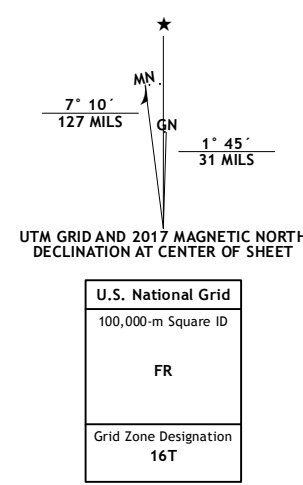 ★
MN
7° 10´
127 MILS
GN
1° 45´
31 MILS
UTM GRID AND 2017 MAGNETIC NORTH
DECLINATION AT CENTER OF SHEET
U.S. National Grid
100,000-m Square ID
FR
Grid Zone Designation
16T